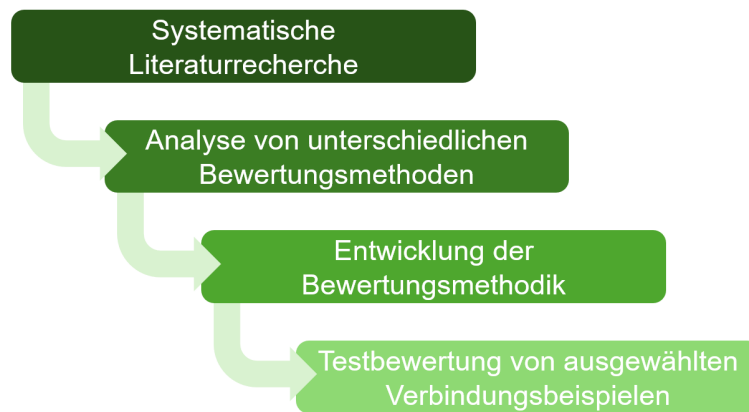 Systematische
Literaturrecherche
Analyse von unterschiedlichen
Bewertungsmethoden
Entwicklung der
Bewertungsmethodik
Testbewertung von ausgewählten
Verbindungsbeispielen